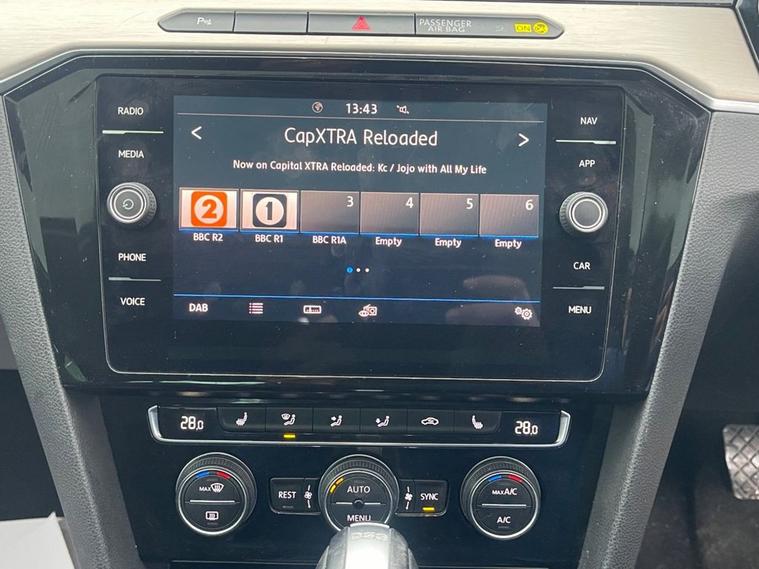 P
PASSENGER
AIR BAG
ON
RADIO
MEDIA
PHONE
VOICE
NAV
APP
CAR
MENU
13:43
< CapXTRA Reloaded >
Now on Capital XTRA Reloaded: Kc / Jojo with All My Life
2 1 3 4 5 6
BBC R2 BBC R1 BBC R1A Empty Empty Empty
DAB
28.0 28.0
MAX
REST
AUTO
MENU
SYNC
MAX A/C
A/C
DSG